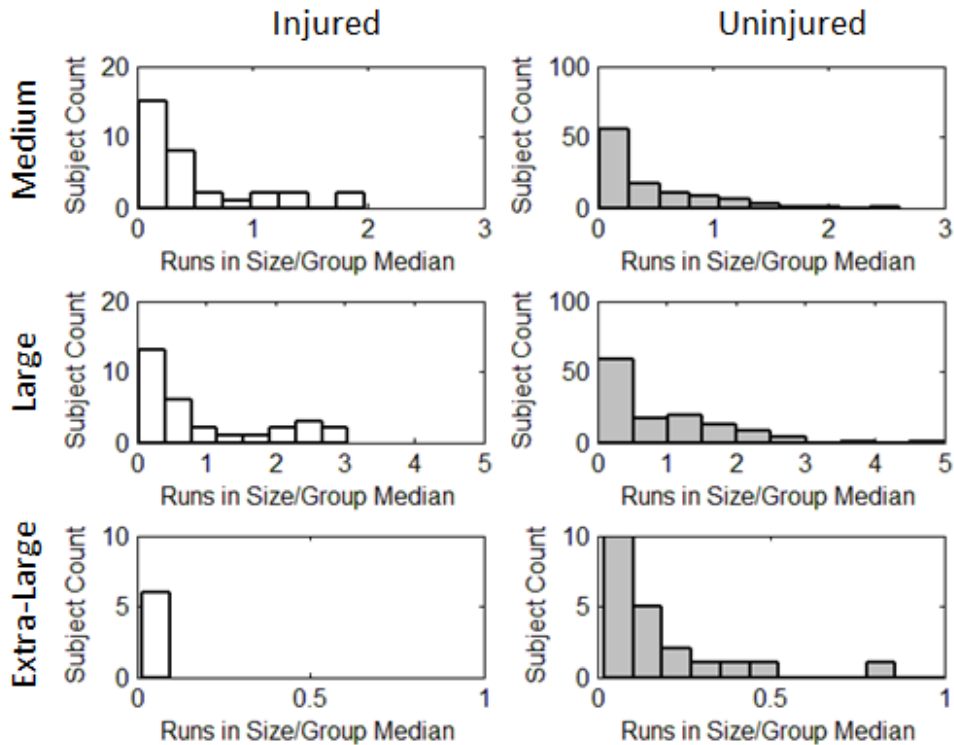 Injured
Uninjured
Medium
Subject Count
20
10
0
0 1 2 3
Runs in Size/Group Median
Subject Count
100
50
0
0 1 2 3
Runs in Size/Group Median
Large
Subject Count
20
10
0
0 1 2 3 4 5
Runs in Size/Group Median
Subject Count
100
50
0
0 1 2 3 4 5
Runs in Size/Group Median
Extra-Large
Subject Count
10
5
0
0 0.5 1
Runs in Size/Group Median
Subject Count
10
5
0
0 0.5 1
Runs in Size/Group Median